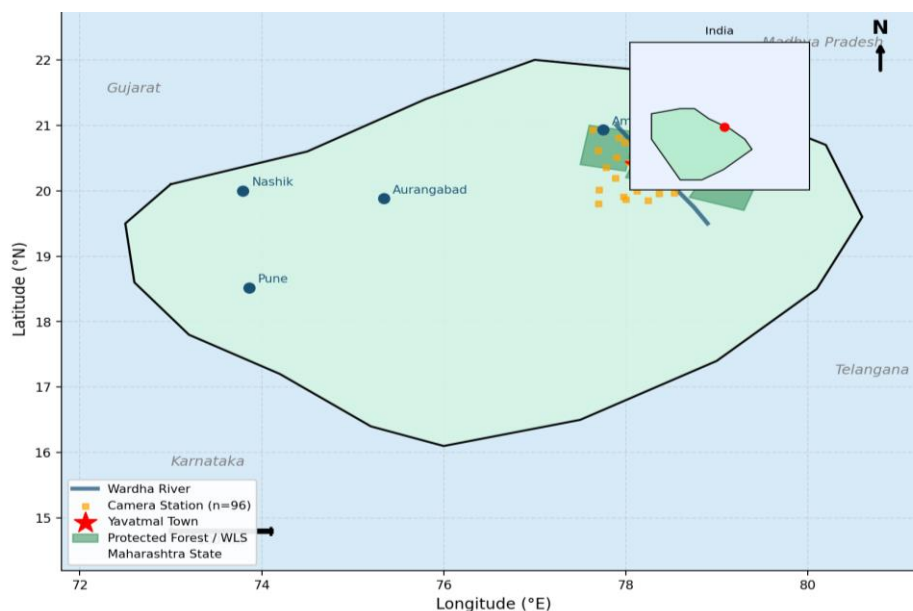 India
N
Madhya Pradesh
Gujarat
22
21
20
19
18
17
16
15
Latitude (°N)
Am
Nashik
Aurangabad
Pune
Telangana
Karnataka
Wardha River
Camera Station (n=96)
Yavatmal Town
Protected Forest / WLS
Maharashtra State
72
74
76
78
80
Longitude (°E)